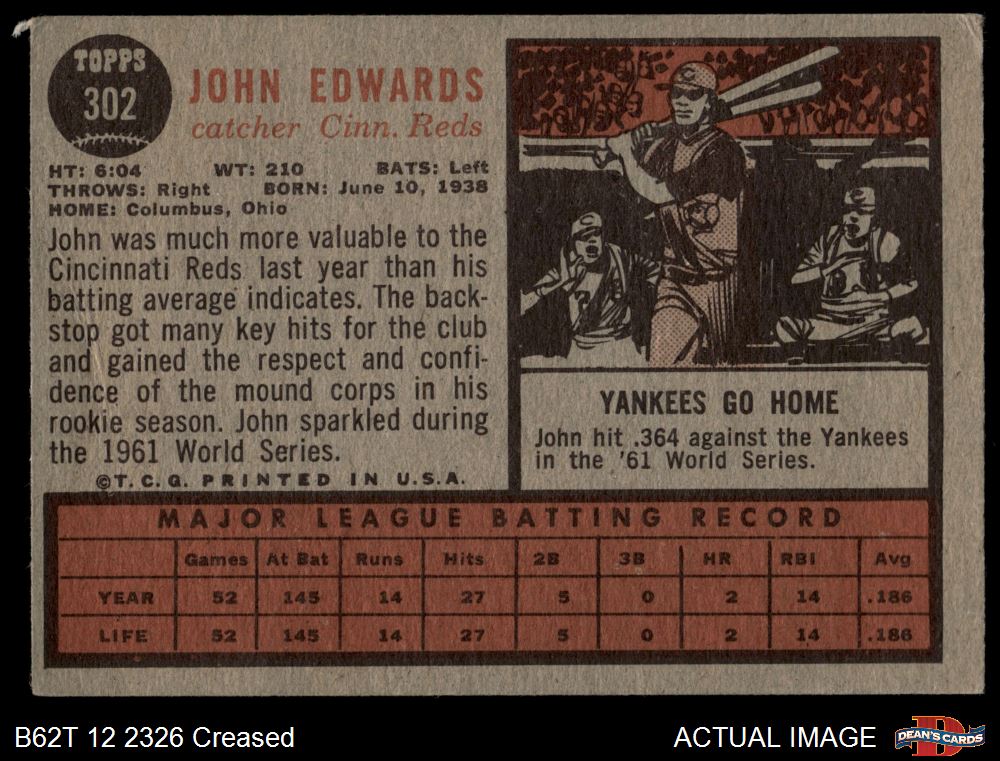 TOPPS
302
JOHN EDWARDS
catcher Cinn. Reds
HT: 6:04 WT: 210 BATS: Left
THROWS: Right BORN: June 10, 1938
HOME: Columbus, Ohio
John was much more valuable to the
Cincinnati Reds last year than his
batting average indicates. The back-
stop got many key hits for the club
and gained the respect and confi-
dence of the mound corps in his
rookie season. John sparkled during
the 1961 World Series.
©T. C. G. PRINTED IN U.S.A.
YANKEES GO HOME
John hit .364 against the Yankees
in the '61 World Series.
MAJOR LEAGUE BATTING RECORD
Games At Bat Runs Hits 2B 3B HR RBI Avg
YEAR 52 145 14 27 5 0 2 14 .186
LIFE 52 145 14 27 5 0 2 14 .186
B62T 12 2326 Creased
ACTUAL IMAGE
DEAN'S CARDS